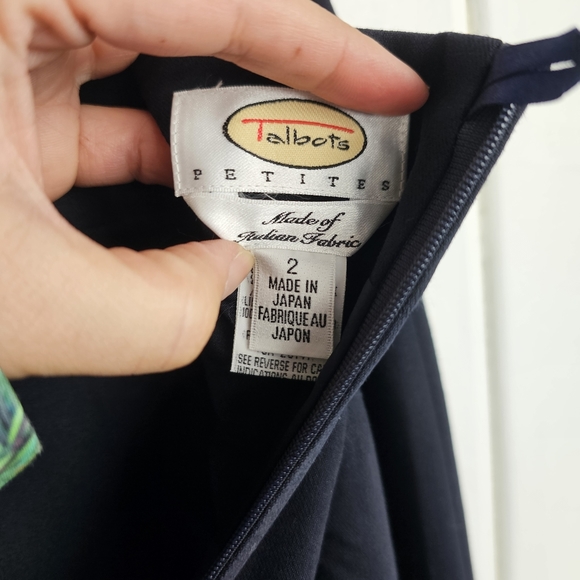 Talbots
PETITES
Made of
Italian Fabric
2
MADE IN
JAPAN
FABRIQUE AU
JAPON
SEE REVERSE FOR CA